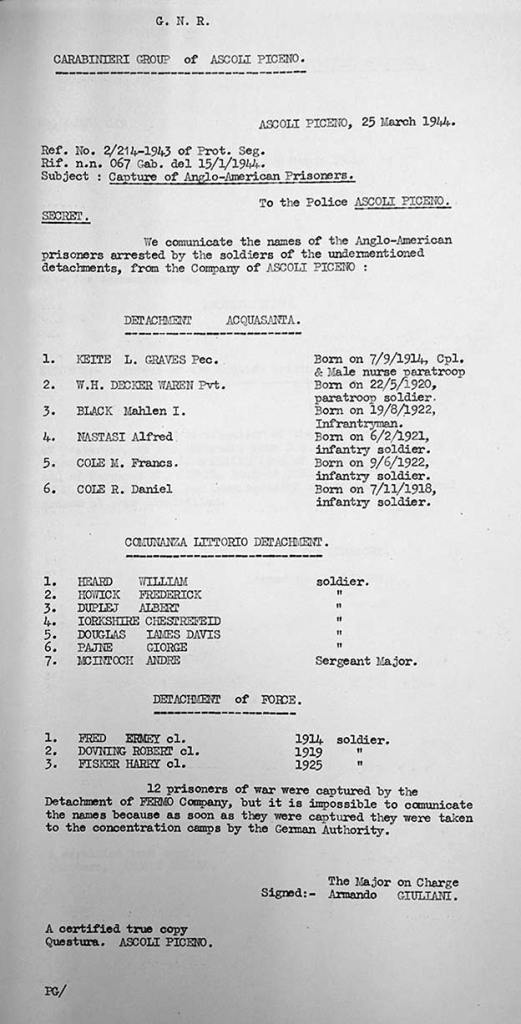 G. N. R.
CARABINIERI GROUP of ASCOLI PICENO.
ASCOLI PICENO, 25 March 1944.
Ref. No. 2/214-1943 of Prot. Seg.
Rif. n.n. 067 Gab. del 15/1/1944.
Subject : Capture of Anglo-American Prisoners.
To the Police ASCOLI PICENO.
SECRET.
We comunicate the names of the Anglo-American
prisoners arrested by the soldiers of the undermentioned
detachments, from the Company of ASCOLI PICENO :
DETACHMENT ACQUASANTA.
1. KEITE L. GRAVES Pec. Born on 7/9/1914, Cpl.
& Male nurse paratroop
2. W.H. DECKER WAREN Pvt. Born on 22/5/1920,
paratroop soldier.
3. BLACK Mahlen I. Born on 19/8/1922,
Infrantryman.
4. NASTASI Alfred Born on 6/2/1921,
infantry soldier.
5. COLE M. Francs. Born on 9/6/1922,
infantry soldier.
6. COLE R. Daniel Born on 7/11/1918,
infantry soldier.
COMUNANZA LITTORIO DETACHMENT.
1. HEARD WILLIAM soldier.
2. HOWICK FREDERICK "
3. DUPLEJ ALBERT "
4. IORKSHIRE CHESTREFEID "
5. DOUGLAS IAMES DAVIS "
6. PAJNE GIORGE "
7. MCINTOCH ANDRE Sergeant Major.
DETACHMENT of FORCE.
1. FRED ERMEY cl. 1914 soldier.
2. DOVNING ROBERT cl. 1919 "
3. FISKER HARRY cl. 1925 "
12 prisoners of war were captured by the
Detachment of FERMO Company, but it is impossible to comunicate
the names because as soon as they were captured they were taken
to the concentration camps by the German Authority.
The Major on Charge
Signed:- Armando GIULIANI.
A certified true copy
Questura. ASCOLI PICENO.
PG/